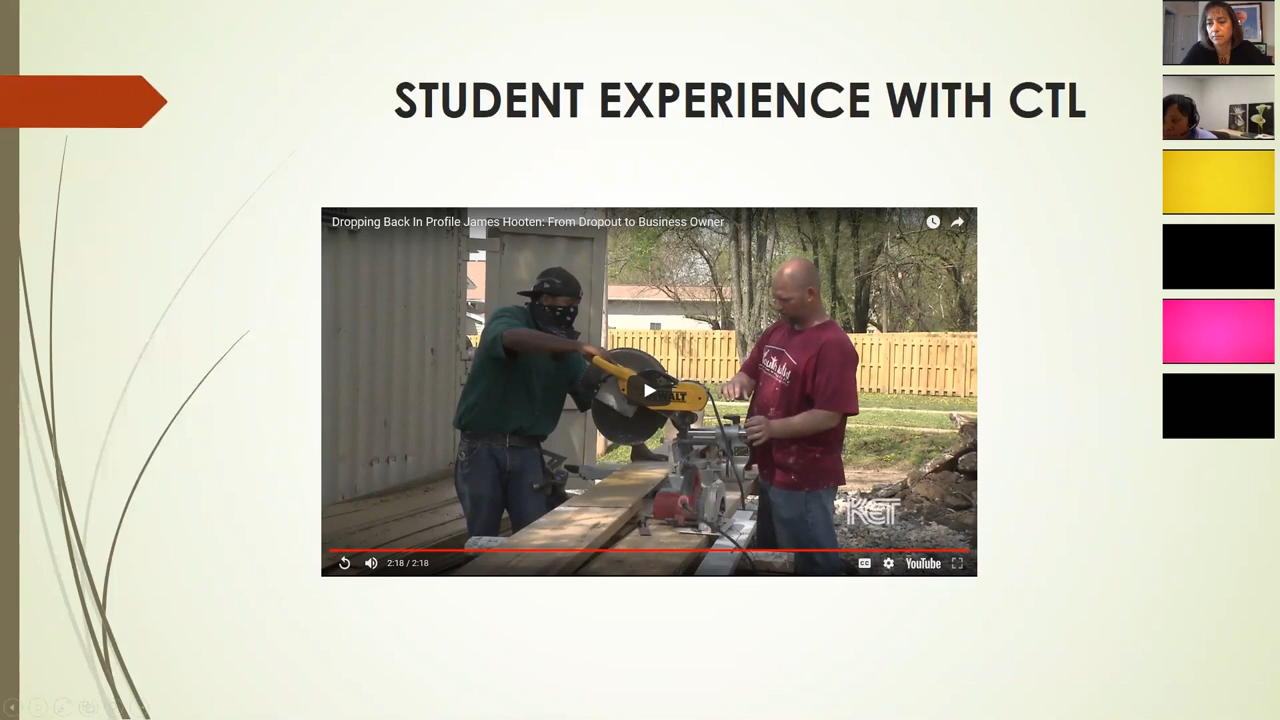 STUDENT EXPERIENCE WITH CTL
Dropping Back In Profile James Hooten: From Dropout to Business Owner
KET
2:18 / 2:18
CC
YouTube